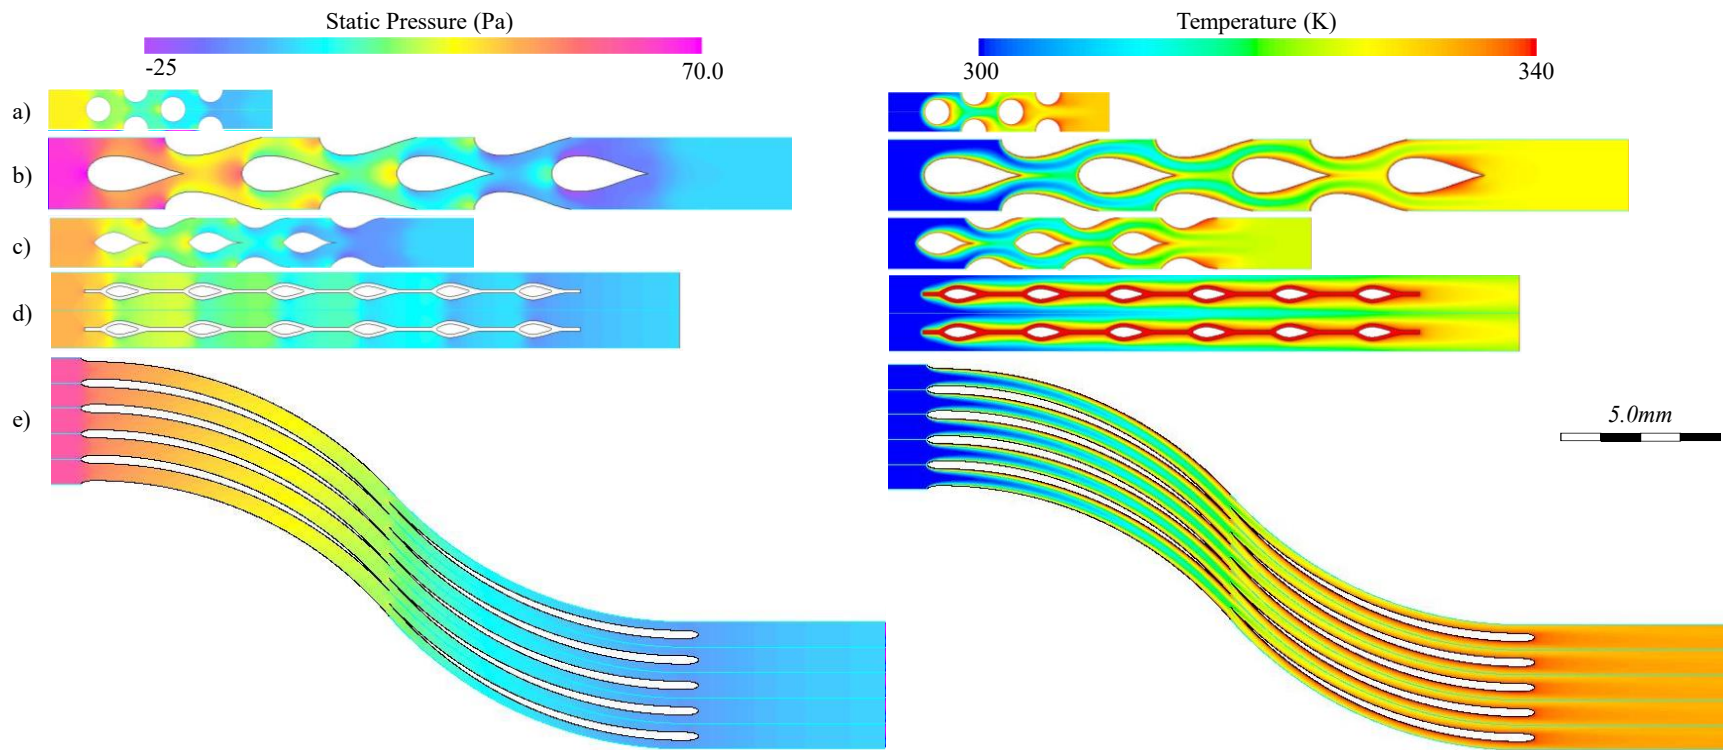 Static Pressure (Pa)
Temperature (K)
-25
70.0
300
340
a)
b)
c)
d)
e)
5.0mm